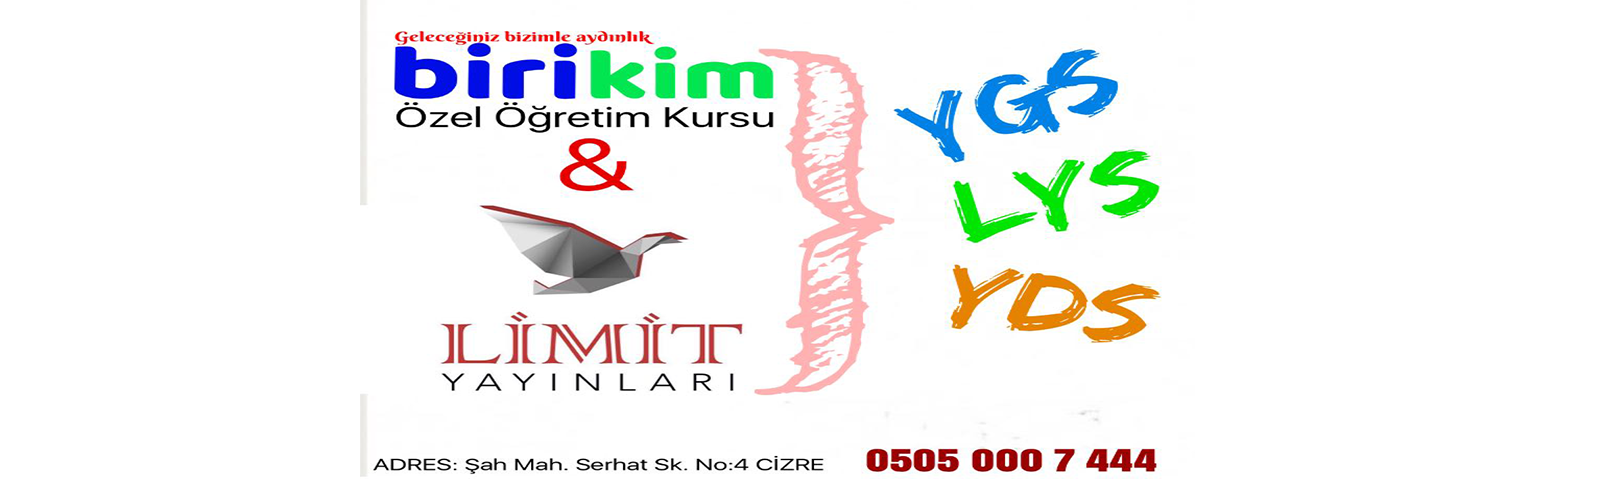 Geleceğiniz bizimle aydınlık
birikim
Özel Öğretim Kursu
&
LİMİT
YAYINLARI
YGS
LYS
YDS
ADRES: Şah Mah. Serhat Sk. No:4 CİZRE
0505 000 7 444